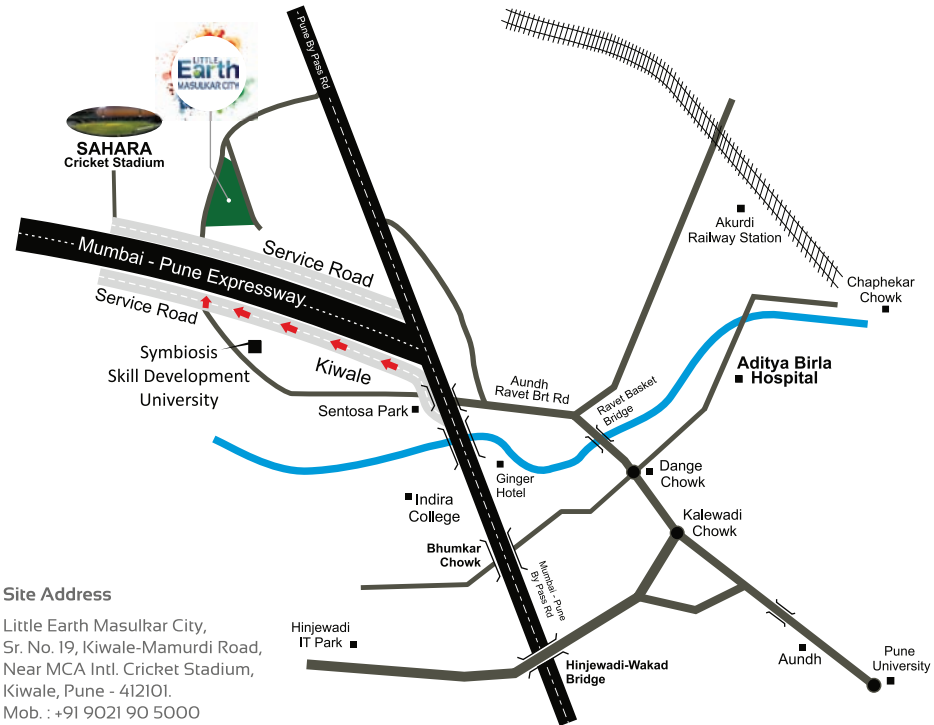 Pune By Pass Rd
LITTLE
Earth
MASULKAR CITY
SAHARA
Cricket Stadium
Akurdi
Railway Station
Chaphekar
Chowk
Service Road
Mumbai - Pune Expressway
Service Road
Symbiosis
Skill Development
University
Kiwale
Sentosa Park
Aundh
Ravet Brt Rd
Ravet Basket
Bridge
Aditya Birla
Hospital
Ginger
Hotel
Dange
Chowk
Indira
College
Kalewadi
Chowk
Bhumkar
Chowk
Mumbai - Pune
By Pass Rd
Hinjewadi
IT Park
Hinjewadi-Wakad
Bridge
Aundh
Pune
University
Site Address
Little Earth Masulkar City,
Sr. No. 19, Kiwale-Mamurdi Road,
Near MCA Intl. Cricket Stadium,
Kiwale, Pune - 412101.
Mob. : +91 9021 90 5000